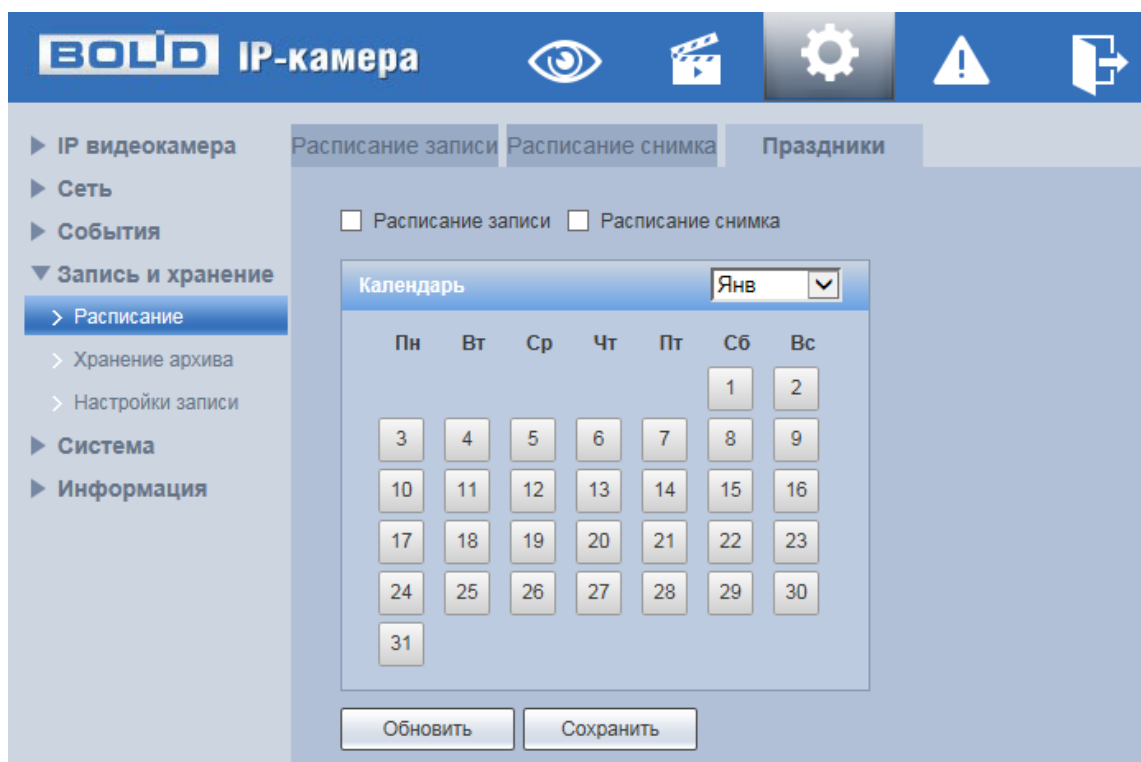 BOLID IP-камера
IP видеокамера
Сеть
События
Запись и хранение
Расписание
Хранение архива
Настройки записи
Система
Информация
Расписание записи Расписание снимка Праздники
Расписание записи Расписание снимка
Календарь Янв
Пн Вт Ср Чт Пт Сб Вс
1 2
3 4 5 6 7 8 9
10 11 12 13 14 15 16
17 18 19 20 21 22 23
24 25 26 27 28 29 30
31
Обновить Сохранить